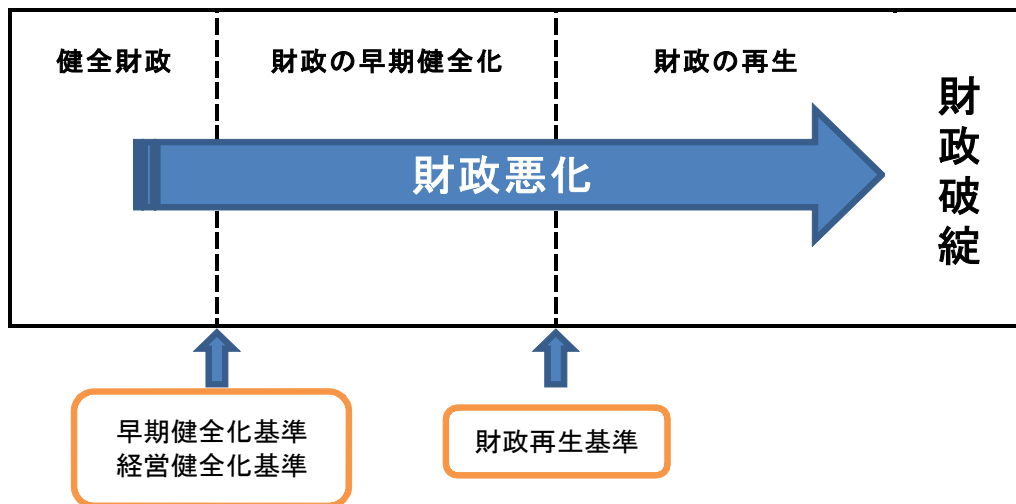 健全財政
財政の早期健全化
財政の再生
財政破綻
財政悪化
早期健全化基準
経営健全化基準
財政再生基準